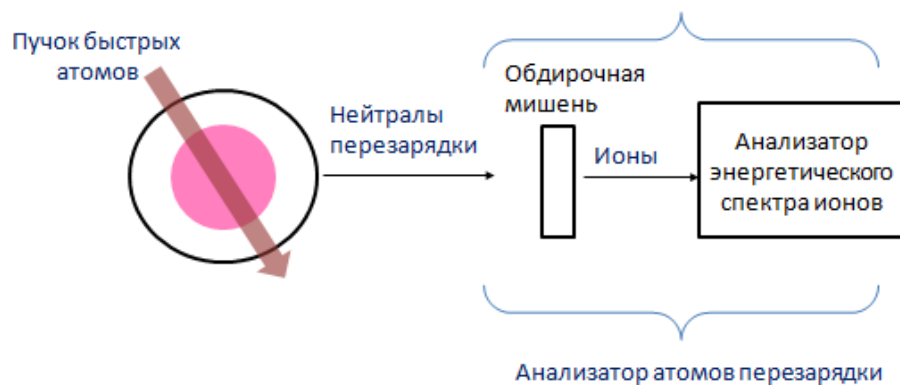 Пучок быстрых
атомов
Нейтралы
перезарядки
Обдирочная
мишень
Ионы
Анализатор
энергетического
спектра ионов
Анализатор атомов перезарядки